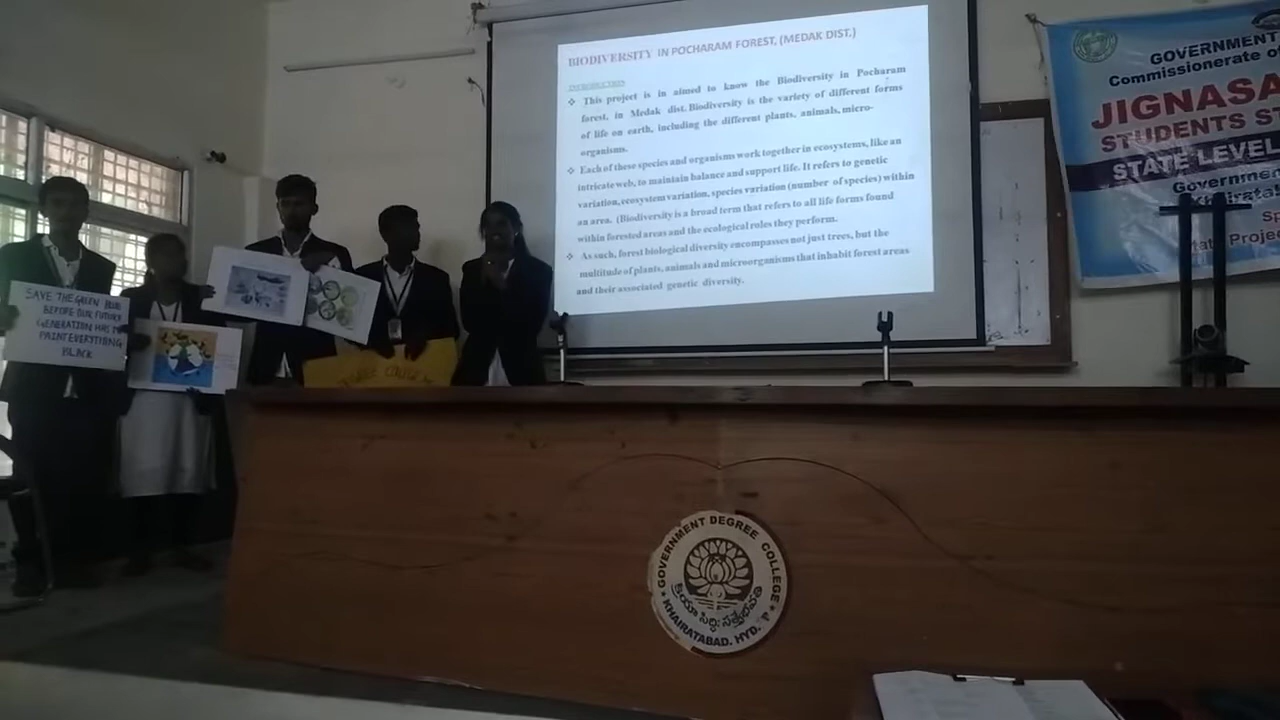 BIODIVERSITY IN POCHARAM FOREST, (MEDAK DIST.)
INTRODUCTION
❖ This project is in aimed to know the Biodiversity in Pocharam
forest, in Medak dist. Biodiversity is the variety of different forms
of life on earth, including the different plants, animals, micro-
organisms.
❖ Each of these species and organisms work together in ecosystems, like an
intricate web, to maintain balance and support life. It refers to genetic
variation, ecosystem variation, species variation (number of species) within
an area. (Biodiversity is a broad term that refers to all life forms found
within forested areas and the ecological roles they perform.
❖ As such, forest biological diversity encompasses not just trees, but the
multitude of plants, animals and microorganisms that inhabit forest areas
and their associated genetic diversity.
GOVERNMENT
Commissionerate of
JIGNASA
STUDENTS ST
STATE LEVEL
Governmen
Khairatab
Sp
State Projec
SAVE THE GREEN
BEFORE OUR FUTURE
GENERATION HAS
PAINT EVERYTHING
BLACK
DEGREE COLLEGE
GOVERNMENT DEGREE COLLEGE
KHAIRATABAD. HYD.